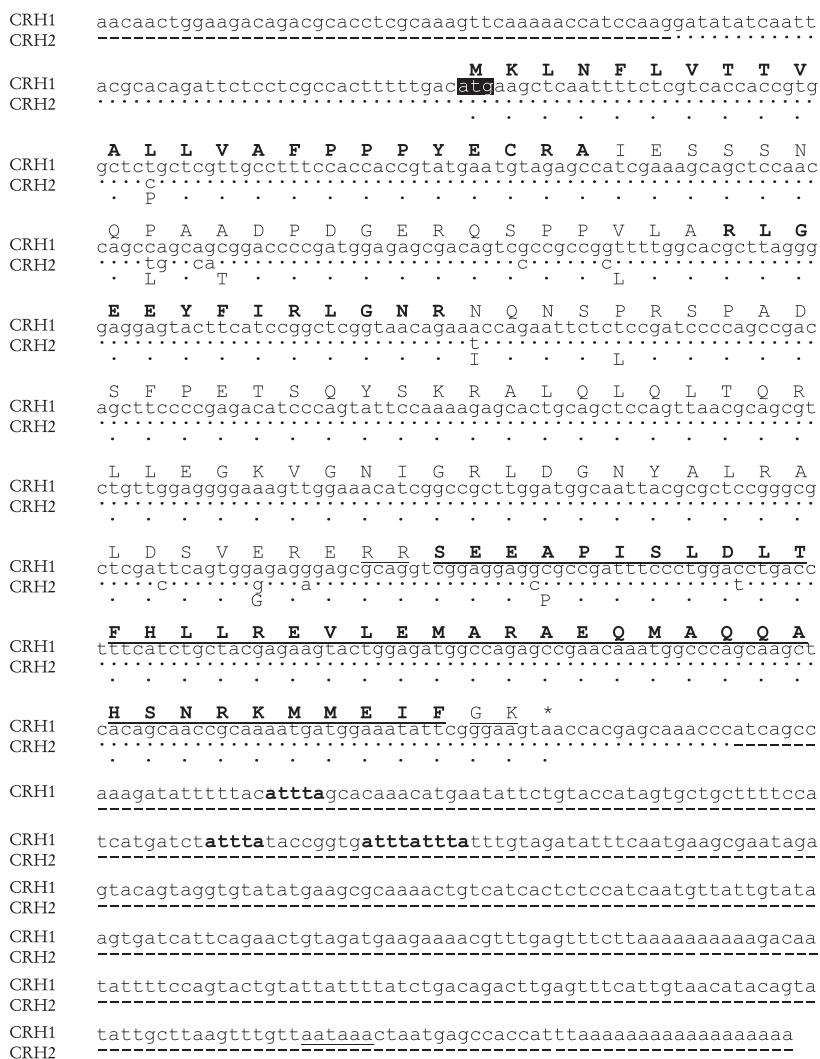 CRH1 aacaactggaagacagacgcacctcgcaaagttcaaaaaccatccaaggatatatcaatt
CRH2
M K L N F L V T T V
CRH1 acgcacagattctcctcgccactttttgacatgaagctcaattttctcgtcaccaccgtg
CRH2
A L L V A F P P P Y E C R A I E S S S N
CRH1 gctctgctcgttgcctttccaccaccgtatgaatgtagagccatcgaaagcagctccaac
CRH2 c
P
Q P A A D P D G E R Q S P P V L A R L G
CRH1 cagccagcagcggaccccgatggagagcgacagtcgccgccggttttggcacgcttaggg
CRH2 tg ca c c
L T L
E E Y F I R L G N R N Q N S P R S P A D
CRH1 gaggagtacttcatccggctcggtaacagaaaccagaattctctccgatccccagccgac
CRH2 t
I L
S F P E T S Q Y S K R A L Q L Q L T Q R
CRH1 agcttccccgagacatcccagtattccaaaagagcactgcagctccagttaacgcagcgt
CRH2
L L E G K V G N I G R L D G N Y A L R A
CRH1 ctgttggaggggaaagttggaaacatcggccgcttggatggcaattacgcgctccgggcg
CRH2
L D S V E R E R R S E E A P I S L D L T
CRH1 ctcgattcagtggagagggagcgcaggtcggaggaggcgccgatttccctggacctgacc
CRH2 c g a c t
G P
F H L L R E V L E M A R A E Q M A Q Q A
CRH1 tttcatctgctacgagaagtactggagatggccagagccgaacaaatggcccagcaagct
CRH2
H S N R K M M E I F G K *
CRH1 cacagcaaccgcaaaatgatggaaatattcgggaagtaaccacgagcaaacccatcagcc
CRH2
CRH1 aaagatatttttacatttagcacaaacatgaatattctgtaccatagtgctgcttttcca
CRH1 tcatgatctatttataccggtgatttatttatttgtagatatttcaatgaagcgaataga
CRH2
CRH1 gtacagtaggtgtatatgaagcgcaaaactgtcatcactctccatcaatgttattgtata
CRH2
CRH1 agtgatcattcagaactgtagatgaagaaaacgtttgagtttcttaaaaaaaaaagacaa
CRH2
CRH1 tattttccagtactgtattattttatctgacagacttgagtttcattgtaacatacagta
CRH2
CRH1 tattgcttaagtttgttaataaactaatgagccaccatttaaaaaaaaaaaaaaaaaa
CRH2